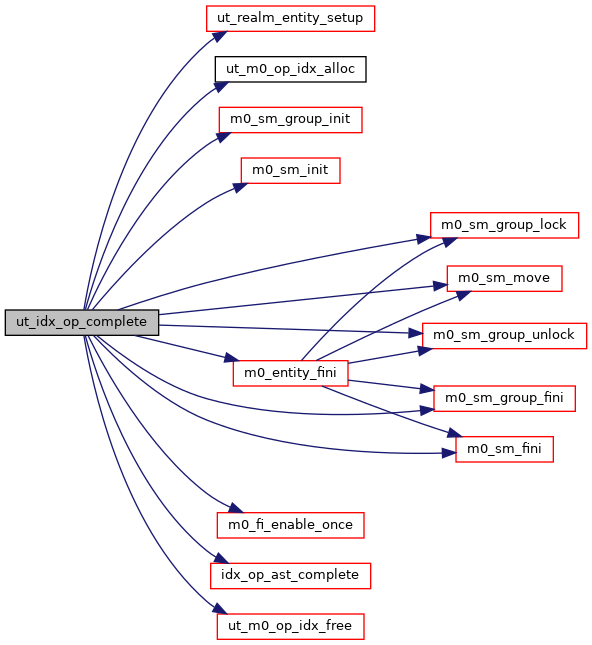 ut_realm_entity_setup
ut_m0_op_idx_alloc
m0_sm_group_init
m0_sm_init
m0_sm_group_lock
m0_sm_move
ut_idx_op_complete
m0_sm_group_unlock
m0_entity_fini
m0_sm_group_fini
m0_sm_fini
m0_fi_enable_once
idx_op_ast_complete
ut_m0_op_idx_free